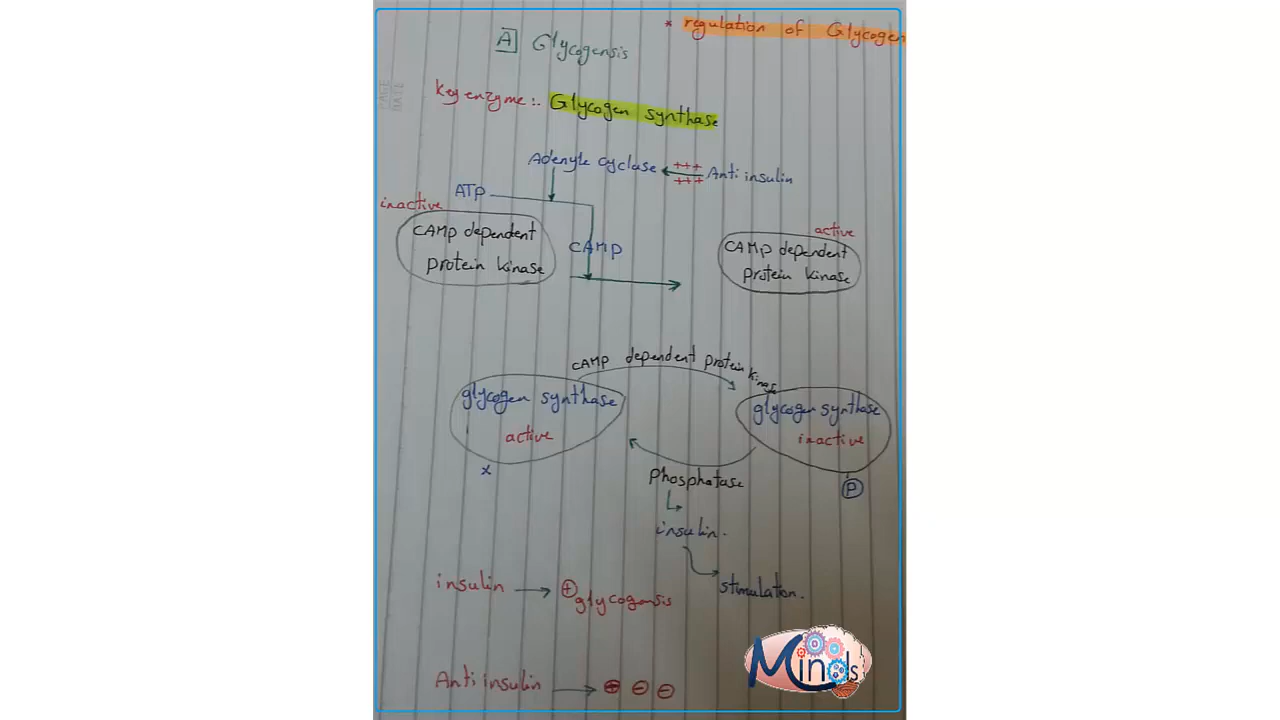 * regulation of Glycogen
A Glycogensis
Key enzyme:. Glycogen synthase
Adenyle cyclase +++ +++ Anti insulin
ATP
inactive
CAMP dependent
protein kinase
CAMP
active
CAMP dependent
protein kinase
CAMP dependent protein kinase
glycogen synthase
active
x
glycogen synthase
inactive
P
Phosphatase
insulin.
stimulation.
insulin → + glycogensis
Anti insulin → + - -
PAGE
DATE
Minds